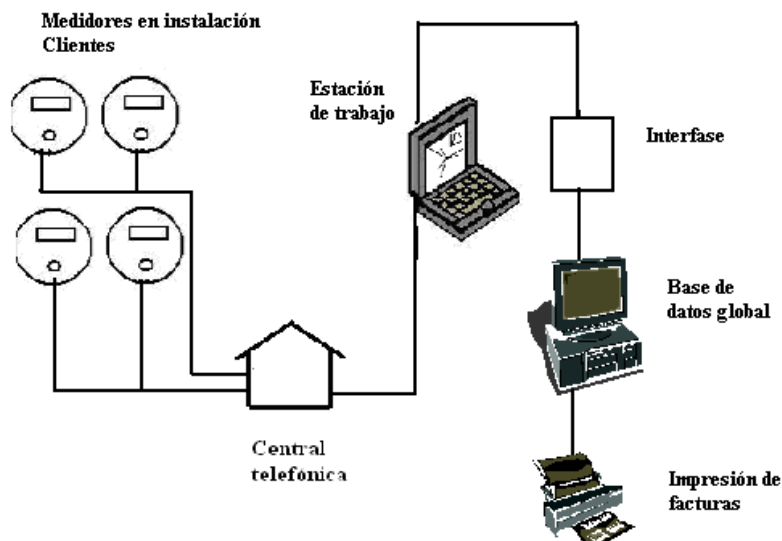 Medidores en instalación
Clientes
Estación
de trabajo
Interfase
Base de
datos global
Central
telefónica
Impresión de
facturas